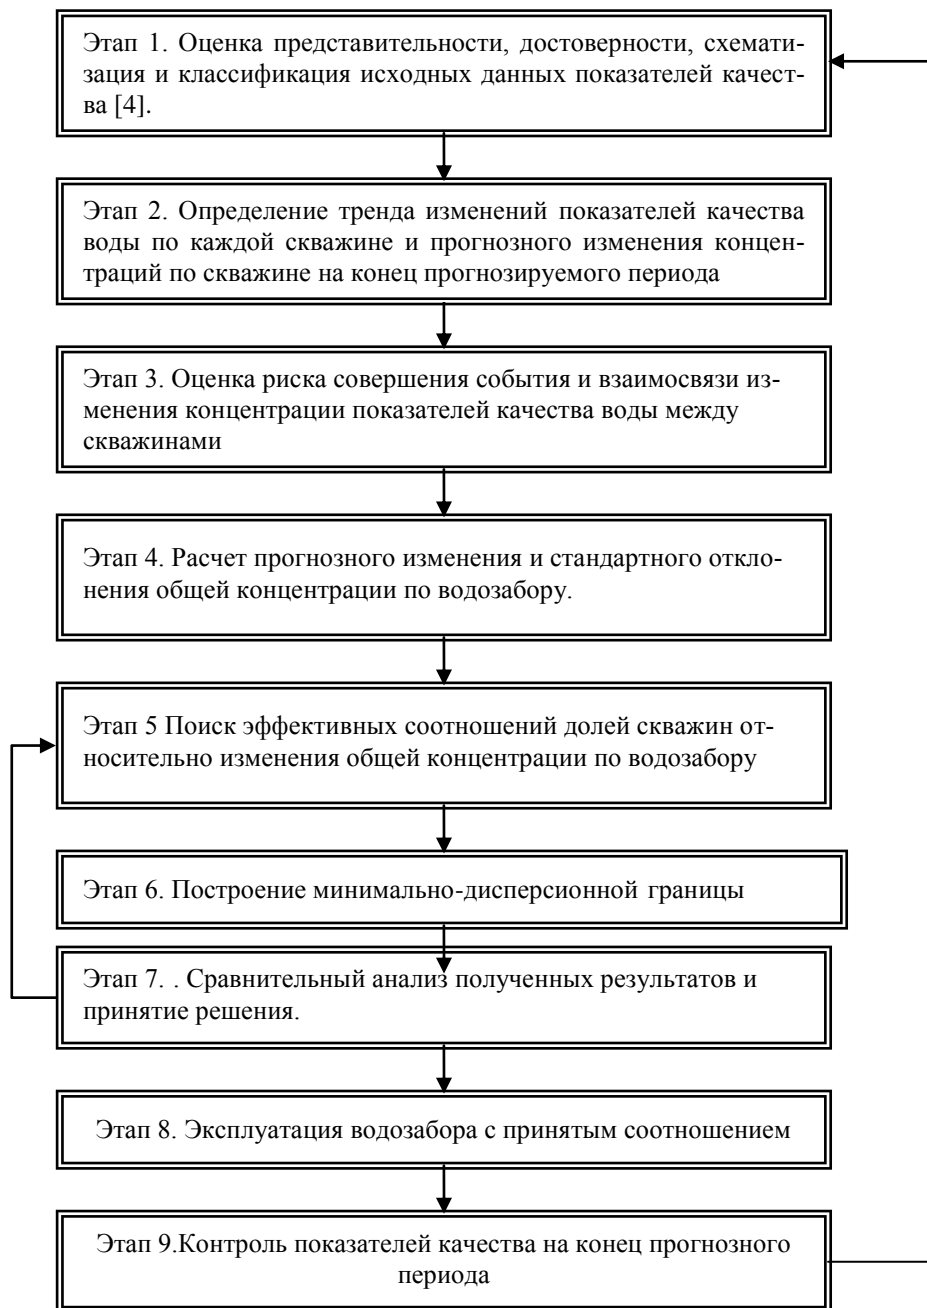 Этап 1. Оценка представительности, достоверности, схемати-
зация и классификация исходных данных показателей качест-
ва [4].
Этап 2. Определение тренда изменений показателей качества
воды по каждой скважине и прогнозного изменения концен-
траций по скважине на конец прогнозируемого периода
Этап 3. Оценка риска совершения события и взаимосвязи из-
менения концентрации показателей качества воды между
скважинами
Этап 4. Расчет прогнозного изменения и стандартного откло-
нения общей концентрации по водозабору.
Этап 5 Поиск эффективных соотношений долей скважин от-
носительно изменения общей концентрации по водозабору
Этап 6. Построение минимально-дисперсионной границы
Этап 7. . Сравнительный анализ полученных результатов и
принятие решения.
Этап 8. Эксплуатация водозабора с принятым соотношением
Этап 9.Контроль показателей качества на конец прогнозного
периода